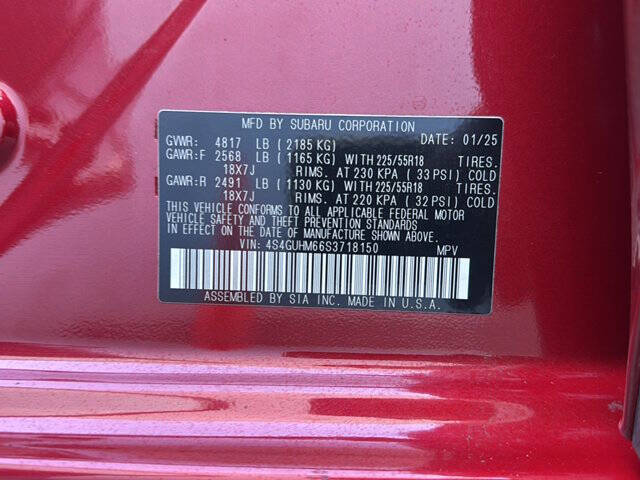 MFD BY SUBARU CORPORATION
GVWR: 4817 LB (2185 KG) DATE: 01/25
GAWR:F 2568 LB (1165 KG) WITH 225/55R18 TIRES.
18X7J RIMS. AT 230 KPA (33 PSI) COLD
GAWR:R 2491 LB (1130 KG) WITH 225/55R18 TIRES.
18X7J RIMS. AT 220 KPA (32 PSI) COLD
THIS VEHICLE CONFORMS TO ALL APPLICABLE FEDERAL MOTOR
VEHICLE SAFETY, THEFT AND BUMPER PREVENTION STANDARDS
IN EFFECT ON THE DATE OF MANUFACTURE SHOWN ABOVE.
VIN: 4S4GUHM66S3718150 MPV
ASSEMBLED BY SIA INC. MADE IN U.S.A.